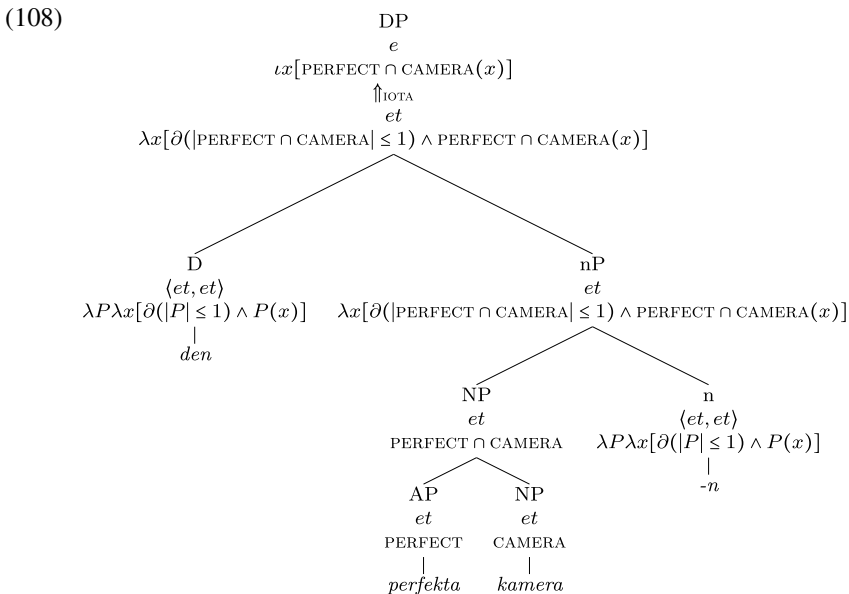 (108)
DP
e
ιx[PERFECT ∩ CAMERA(x)]
⇑IOTA
et
λx[∂(|PERFECT ∩ CAMERA| ≤ 1) ∧ PERFECT ∩ CAMERA(x)]
D nP
⟨et, et⟩ et
λPλx[∂(|P| ≤ 1) ∧ P(x)] λx[∂(|PERFECT ∩ CAMERA| ≤ 1) ∧ PERFECT ∩ CAMERA(x)]
den
NP n
et ⟨et, et⟩
PERFECT ∩ CAMERA λPλx[∂(|P| ≤ 1) ∧ P(x)]
-n
AP NP
et et
PERFECT CAMERA
perfekta kamera